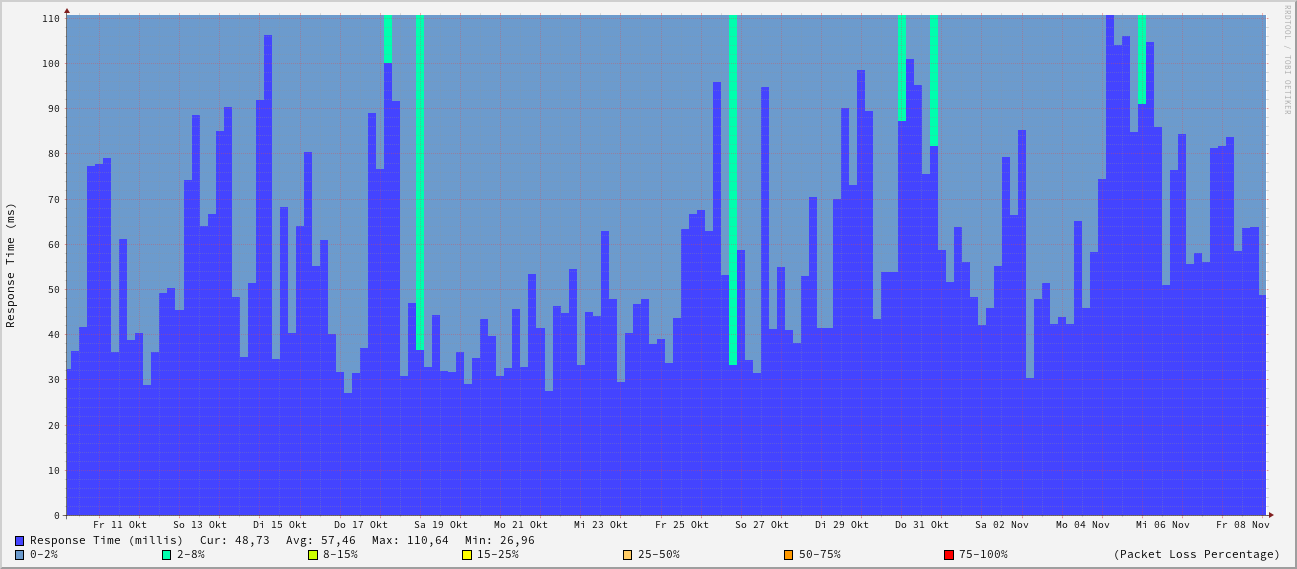 RRDTOOL / TOBI OETIKER
Response Time (ms)
110
100
90
80
70
60
50
40
30
20
10
0
Fr 11 Okt So 13 Okt Di 15 Okt Do 17 Okt Sa 19 Okt Mo 21 Okt Mi 23 Okt Fr 25 Okt So 27 Okt Di 29 Okt Do 31 Okt Sa 02 Nov Mo 04 Nov Mi 06 Nov Fr 08 Nov
Response Time (millis) Cur: 48,73 Avg: 57,46 Max: 110,64 Min: 26,96
0-2% 2-8% 8-15% 15-25% 25-50% 50-75% 75-100% (Packet Loss Percentage)